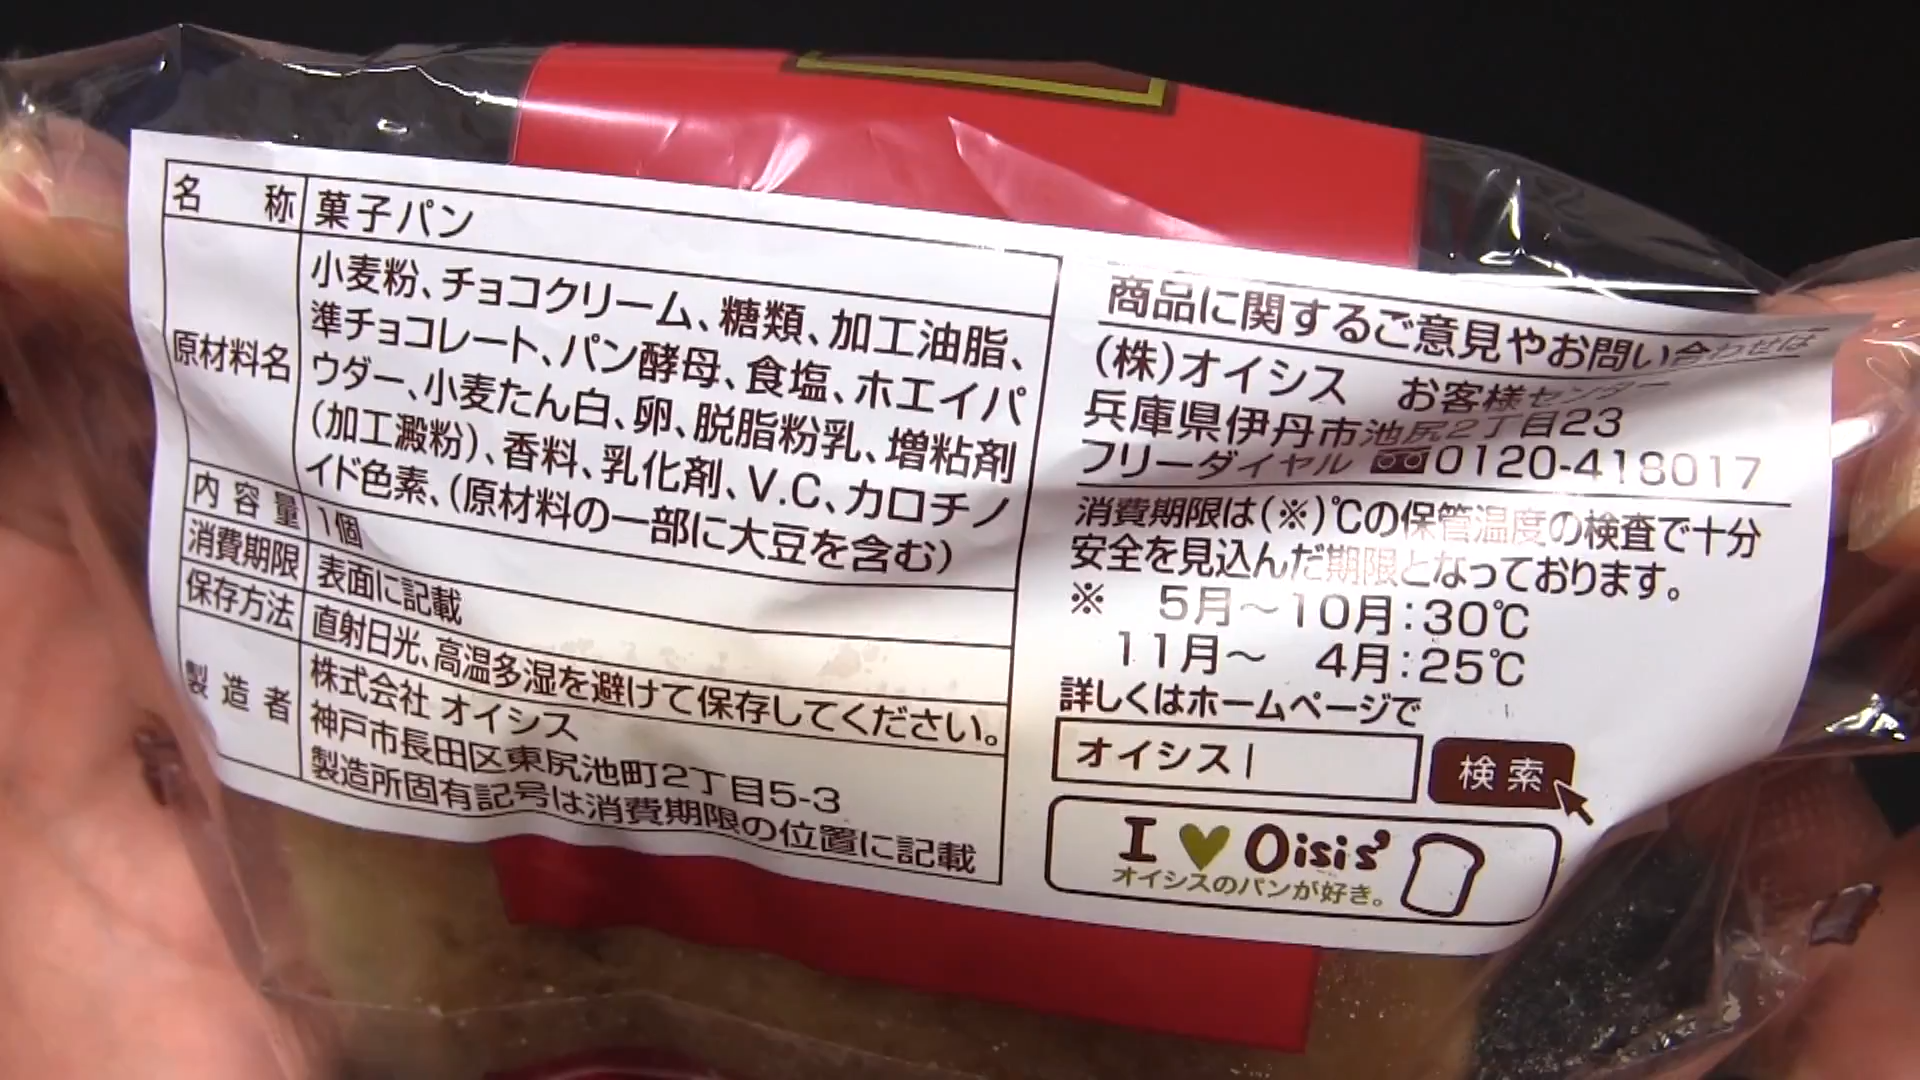 名称 菓子パン
原材料名
小麦粉、チョコクリーム、糖類、加工油脂、
準チョコレート、パン酵母、食塩、ホエイパ
ウダー、小麦たん白、卵、脱脂粉乳、増粘剤
(加工澱粉)、香料、乳化剤、V.C、カロチノ
イド色素、(原材料の一部に大豆を含む)
内容量 1個
消費期限 表面に記載
保存方法 直射日光、高温多湿を避けて保存してください。
製造者
株式会社 オイシス
神戸市長田区東尻池町2丁目5-3
製造所固有記号は消費期限の位置に記載
商品に関するご意見やお問い合わせは
(株)オイシス お客様センター
兵庫県伊丹市池尻2丁目23
フリーダイヤル 0120-418017
消費期限は(※)℃の保管温度の検査で十分
安全を見込んだ期限となっております。
※ 5月～10月:30℃
11月～ 4月:25℃
詳しくはホームページで
オイシス 検索
I ♥ Oisis
オイシスのパンが好き。